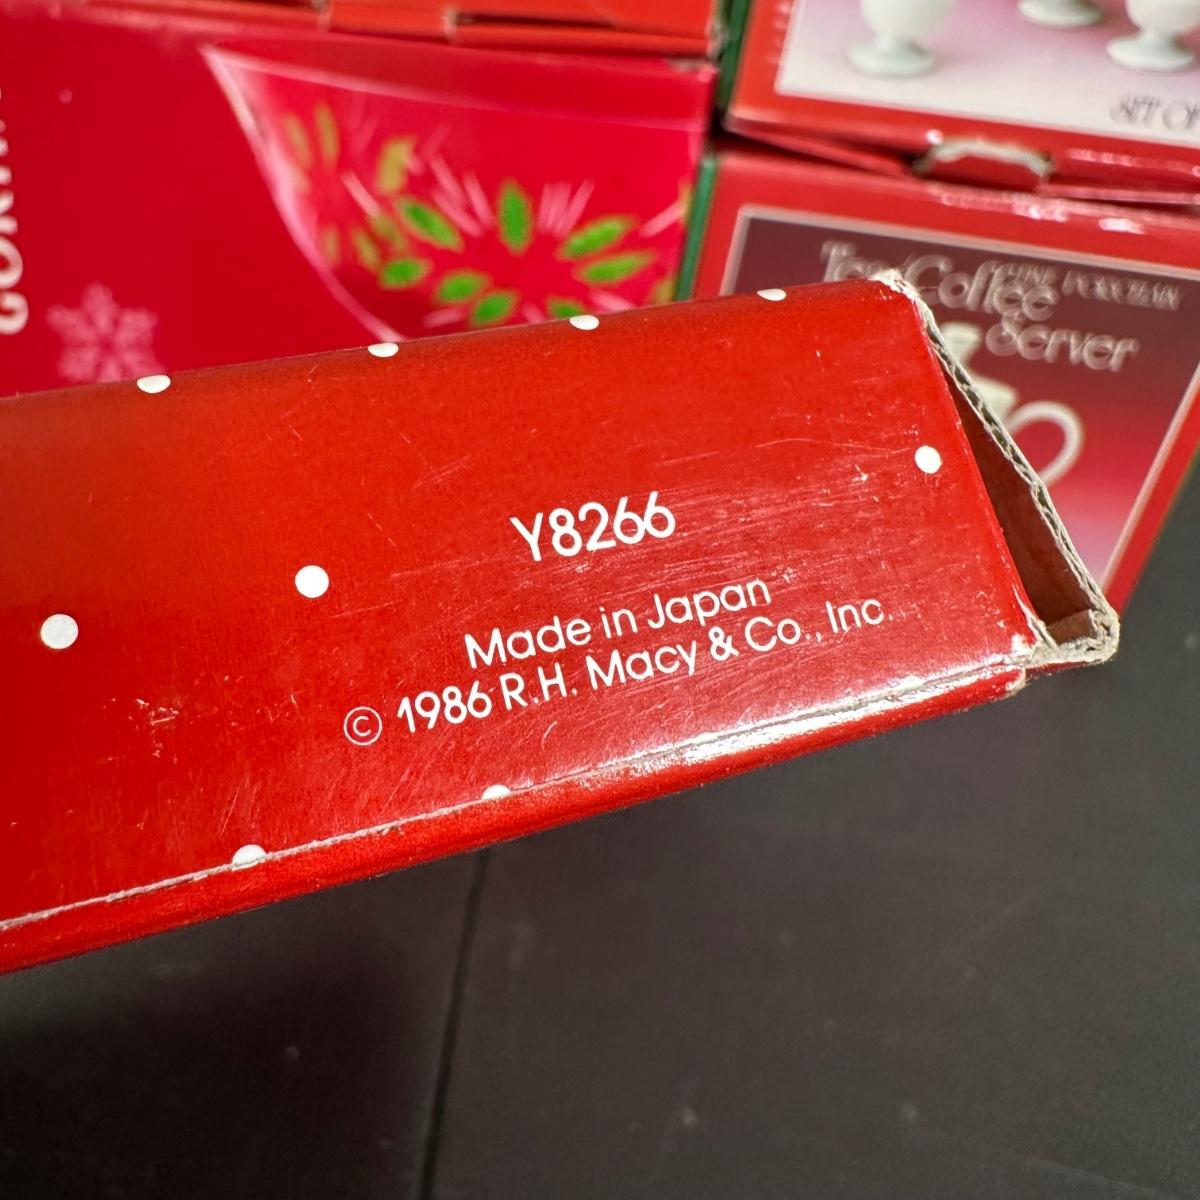 SET OF
FINE PORCELAIN
Tea/Coffee
Server
Y8266
Made in Japan
© 1986 R.H. Macy & Co., Inc.